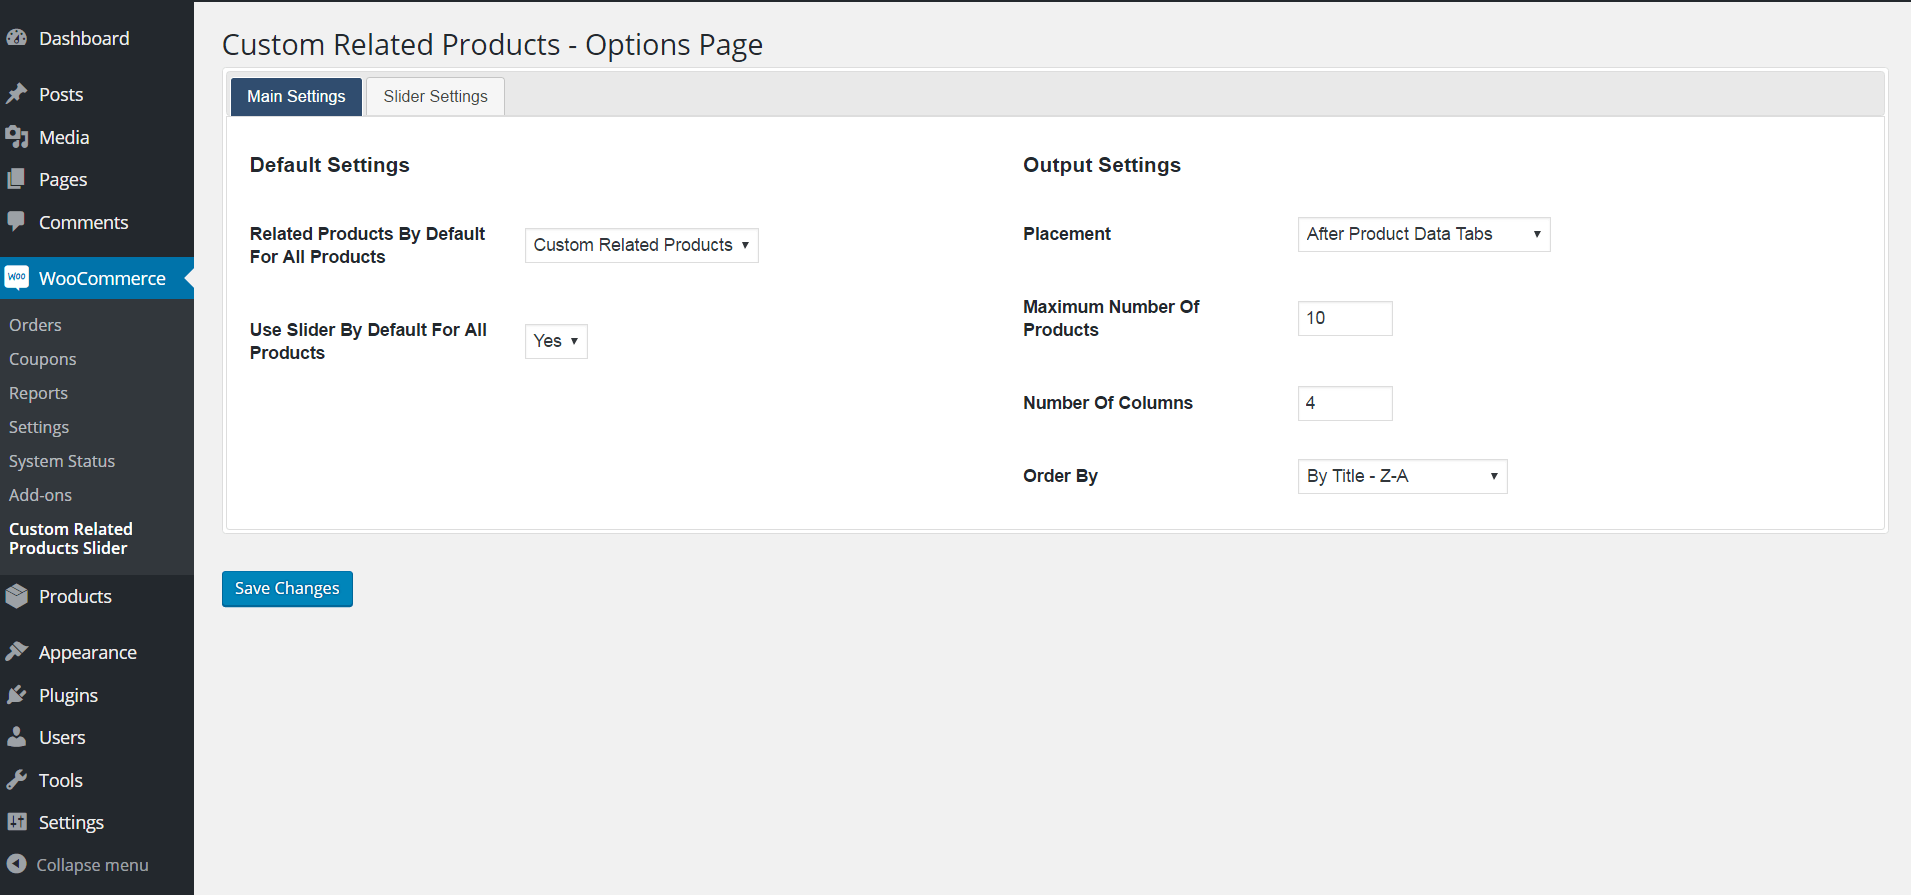 Dashboard
Posts
Media
Pages
Comments
woo
WooCommerce
Orders
Coupons
Reports
Settings
System Status
Add-ons
Custom Related
Products Slider
Products
Appearance
Plugins
Users
Tools
Settings
Collapse menu
Custom Related Products - Options Page
Main Settings
Slider Settings
Default Settings
Related Products By Default
For All Products
Custom Related Products
Use Slider By Default For All
Products
Yes
Output Settings
Placement
After Product Data Tabs
Maximum Number Of
Products
10
Number Of Columns
4
Order By
By Title - Z-A
Save Changes